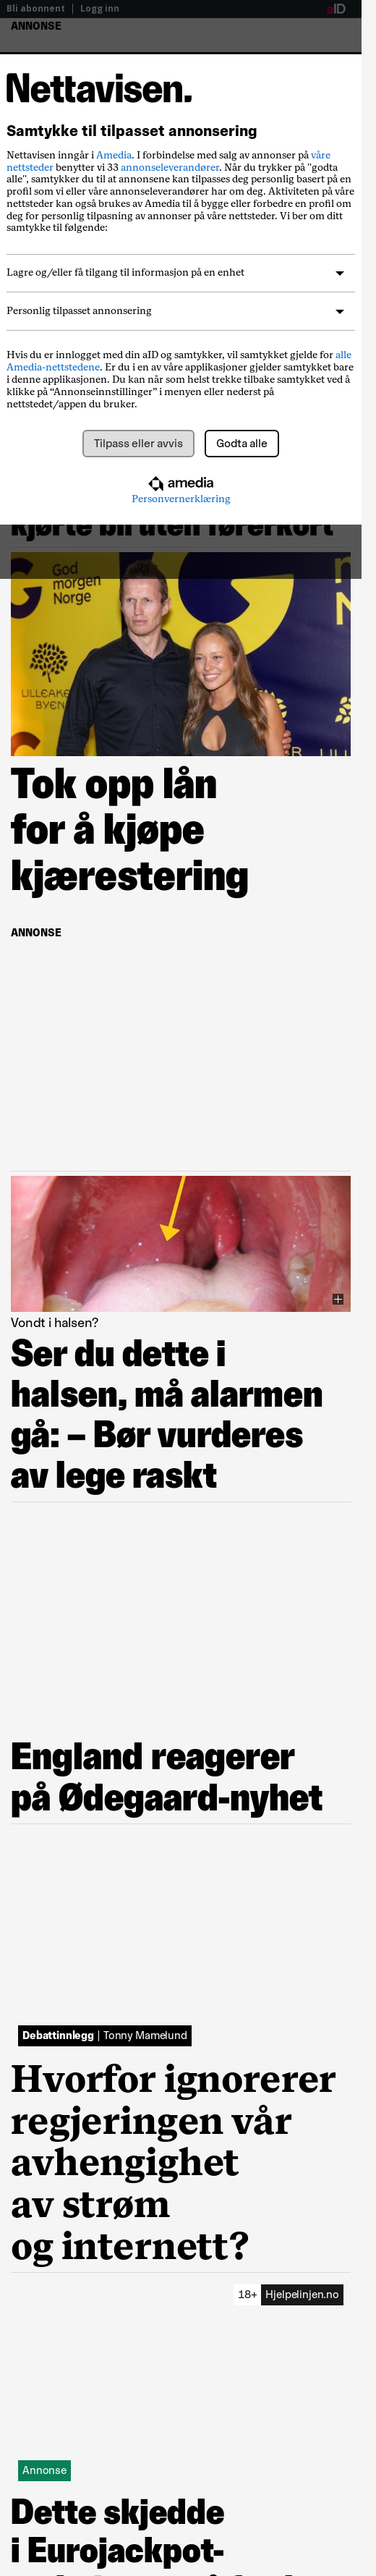 Bli abonnent | Logg inn
aID
ANNONSE
Nettavisen.
Samtykke til tilpasset annonsering
Nettavisen inngår i Amedia. I forbindelse med salg av annonser på våre
nettsteder benytter vi 33 annonseleverandører. Når du trykker på "godta
alle", samtykker du til at annonsene kan tilpasses deg personlig basert på en
profil som vi eller våre annonseleverandører har om deg. Aktiviteten på våre
nettsteder kan også brukes av Amedia til å bygge eller forbedre en profil om
deg for personlig tilpasning av annonser på våre nettsteder. Vi ber om ditt
samtykke til følgende:
Lagre og/eller få tilgang til informasjon på en enhet
Personlig tilpasset annonsering
Hvis du er innlogget med din aID og samtykker, vil samtykket gjelde for alle
Amedia-nettstedene. Er du i en av våre applikasjoner gjelder samtykket bare
i denne applikasjonen. Du kan når som helst trekke tilbake samtykket ved å
klikke på “Annonseinnstillinger” i menyen eller nederst på
nettstedet/appen du bruker.
Tilpass eller avvis
Godta alle
amedia
Personvernerklæring
kjørte bil uten førerkort
God
morgen
Norge
LILLEAKE
BYEN
Tok opp lån
for å kjøpe
kjærestering
ANNONSE
Vondt i halsen?
Ser du dette i
halsen, må alarmen
gå: – Bør vurderes
av lege raskt
England reagerer
på Ødegaard-nyhet
Debattinnlegg | Tonny Mamelund
Hvorfor ignorerer
regjeringen vår
avhengighet
av strøm
og internett?
18+ Hjelpelinjen.no
Annonse
Dette skjedde
i Eurojackpot-